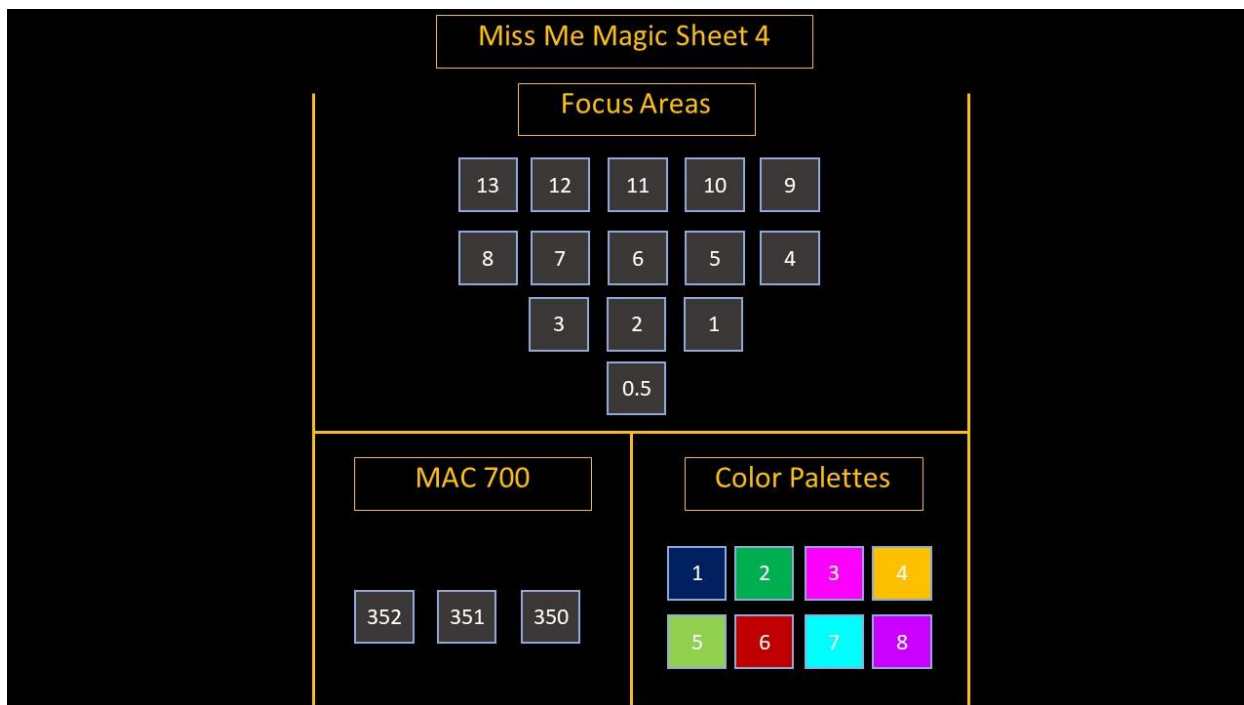 Miss Me Magic Sheet 4
Focus Areas
13 12 11 10 9
8 7 6 5 4
3 2 1
0.5
MAC 700
352 351 350
Color Palettes
1 2 3 4
5 6 7 8